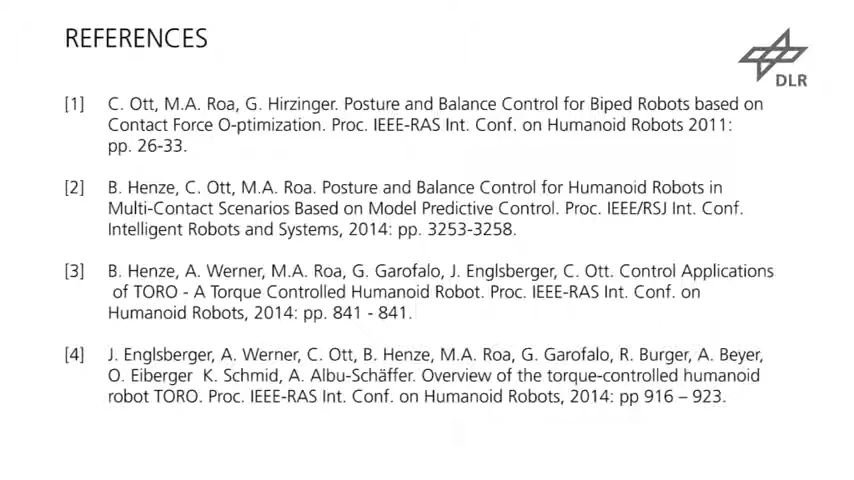 REFERENCES
DLR
[1] C. Ott, M.A. Roa, G. Hirzinger. Posture and Balance Control for Biped Robots based on
Contact Force O-ptimization. Proc. IEEE-RAS Int. Conf. on Humanoid Robots 2011:
pp. 26-33.
[2] B. Henze, C. Ott, M.A. Roa. Posture and Balance Control for Humanoid Robots in
Multi-Contact Scenarios Based on Model Predictive Control. Proc. IEEE/RSJ Int. Conf.
Intelligent Robots and Systems, 2014: pp. 3253-3258.
[3] B. Henze, A. Werner, M.A. Roa, G. Garofalo, J. Englsberger, C. Ott. Control Applications
of TORO - A Torque Controlled Humanoid Robot. Proc. IEEE-RAS Int. Conf. on
Humanoid Robots, 2014: pp. 841 - 841.
[4] J. Englsberger, A. Werner, C. Ott, B. Henze, M.A. Roa, G. Garofalo, R. Burger, A. Beyer,
O. Eiberger K. Schmid, A. Albu-Schäffer. Overview of the torque-controlled humanoid
robot TORO. Proc. IEEE-RAS Int. Conf. on Humanoid Robots, 2014: pp 916 – 923.